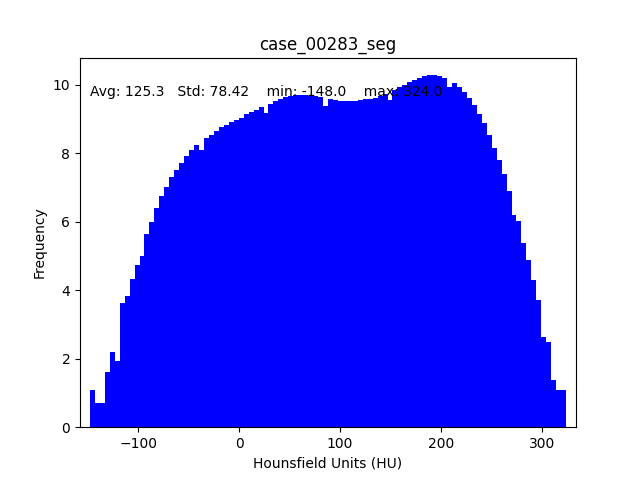 case_00283_seg
Avg: 125.3 Std: 78.42 min: -148.0 max: 324.0
10
8
6
4
2
0
Frequency
−100 0 100 200 300
Hounsfield Units (HU)